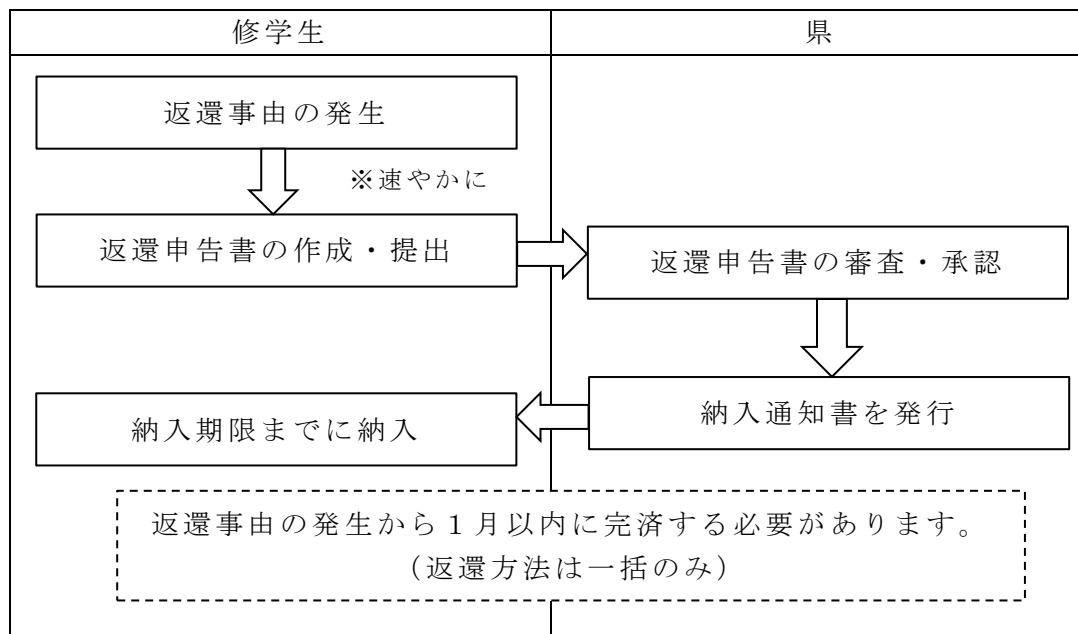 修学生
県
返還事由の発生
※速やかに
返還申告書の作成・提出
返還申告書の審査・承認
納入通知書を発行
納入期限までに納入
返還事由の発生から１月以内に完済する必要があります。
（返還方法は一括のみ）